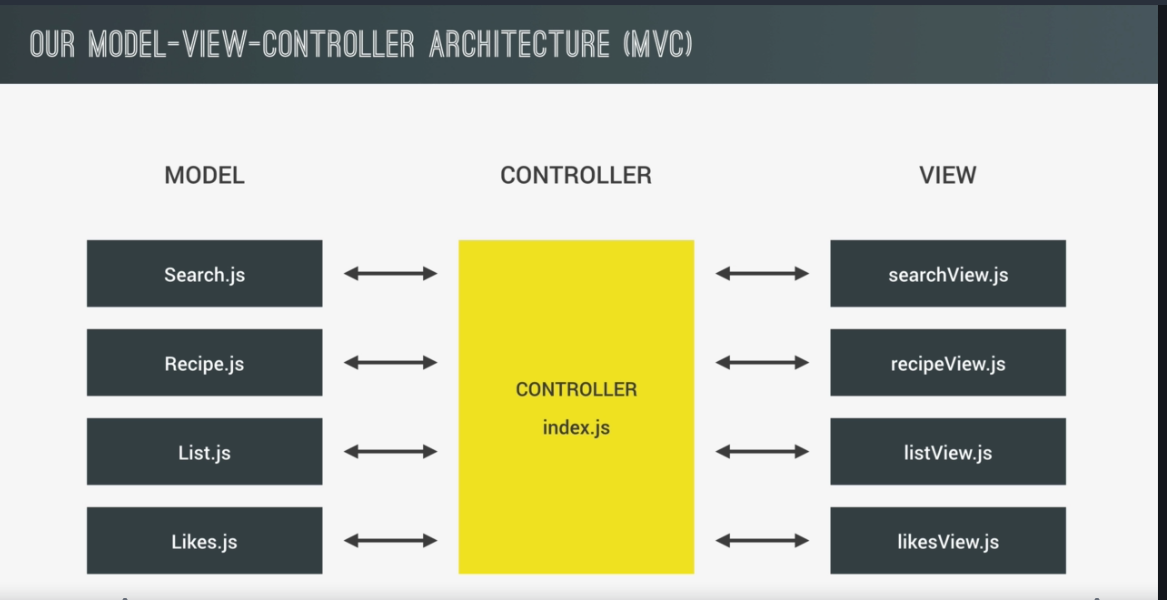 OUR MODEL-VIEW-CONTROLLER ARCHITECTURE (MVC)
MODEL
CONTROLLER
VIEW
Search.js
searchView.js
Recipe.js
recipeView.js
CONTROLLER
index.js
List.js
listView.js
Likes.js
likesView.js